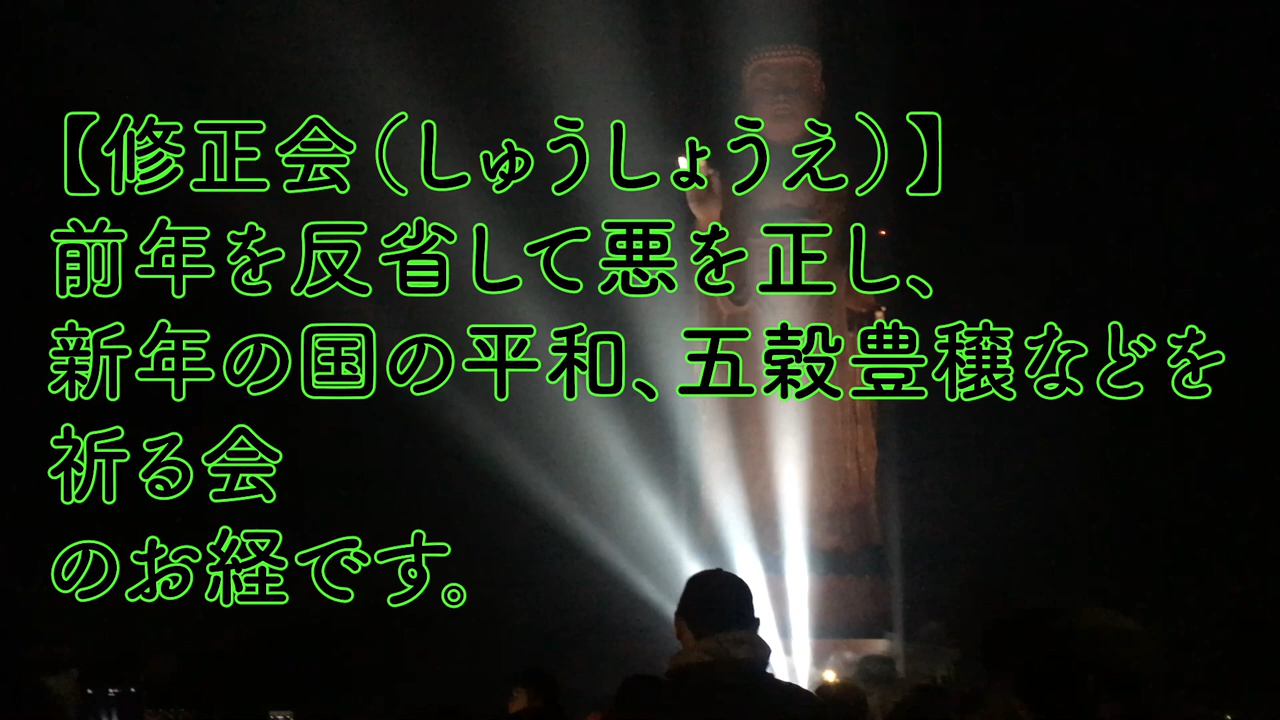 【修正会(しゅうしょうえ)】
前年を反省して悪を正し、
新年の国の平和、五穀豊穣などを
祈る会
のお経です。